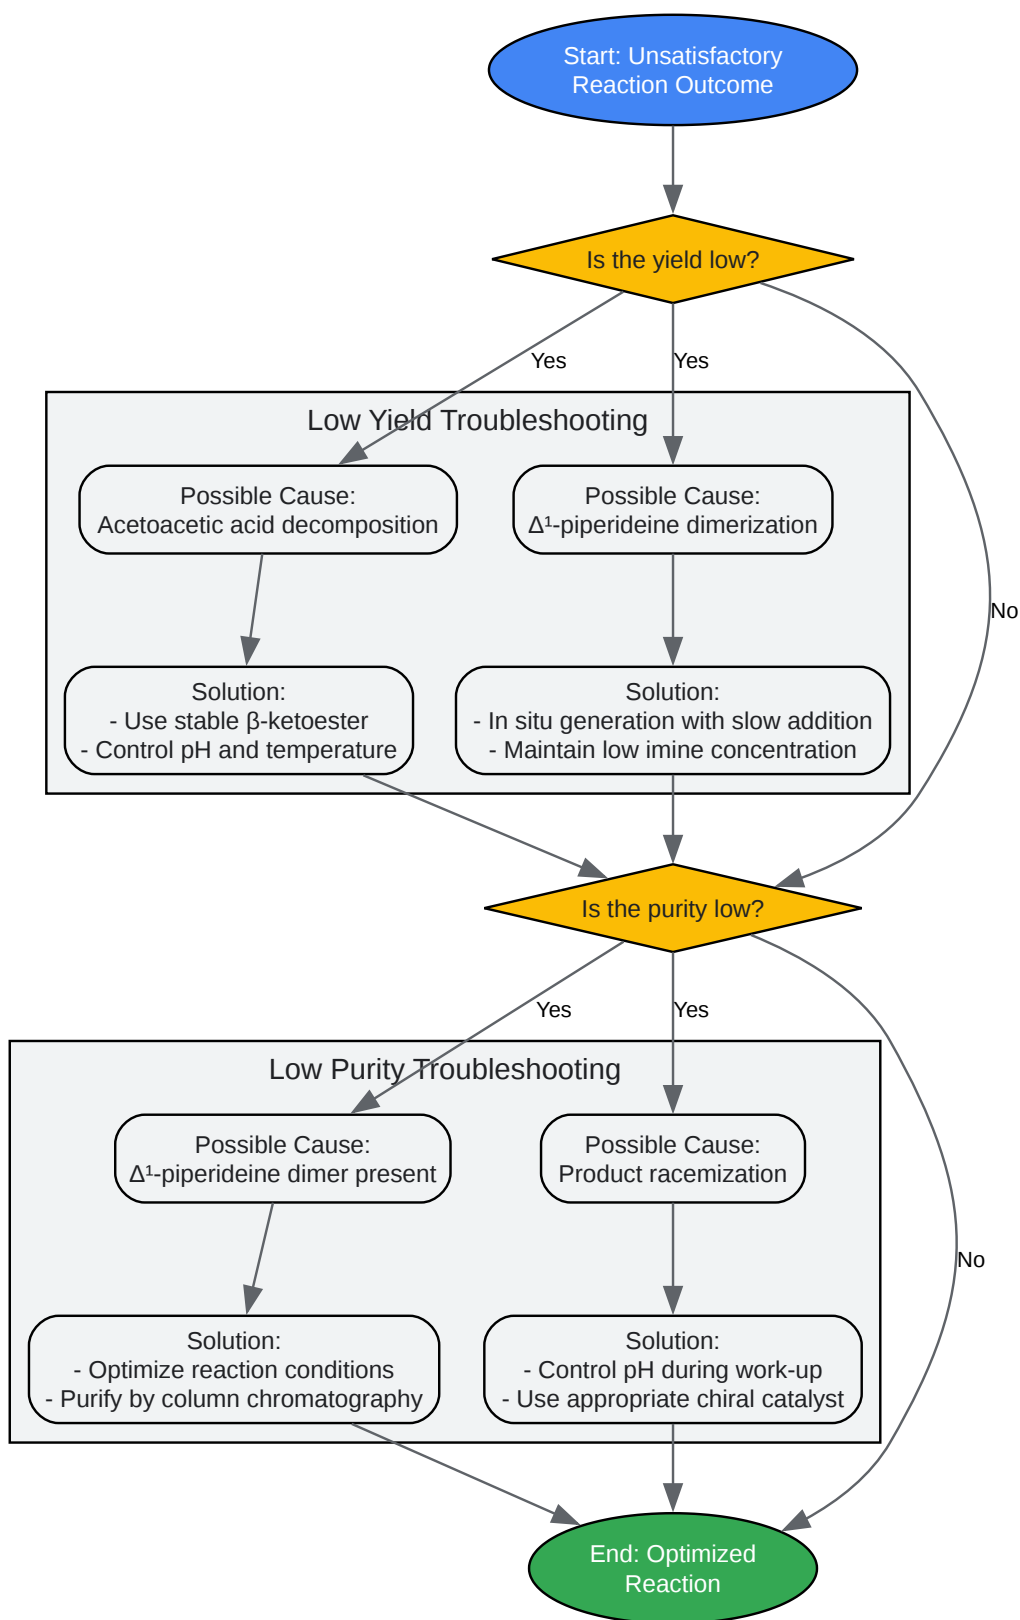 Start: Unsatisfactory
Reaction Outcome
Is the yield low?
Yes
Yes
No
Low Yield Troubleshooting
Possible Cause:
Acetoacetic acid decomposition
Possible Cause:
Δ¹-piperideine dimerization
Solution:
- Use stable β-ketoester
- Control pH and temperature
Solution:
- In situ generation with slow addition
- Maintain low imine concentration
Is the purity low?
Yes
Yes
No
Low Purity Troubleshooting
Possible Cause:
Δ¹-piperideine dimer present
Possible Cause:
Product racemization
Solution:
- Optimize reaction conditions
- Purify by column chromatography
Solution:
- Control pH during work-up
- Use appropriate chiral catalyst
End: Optimized
Reaction